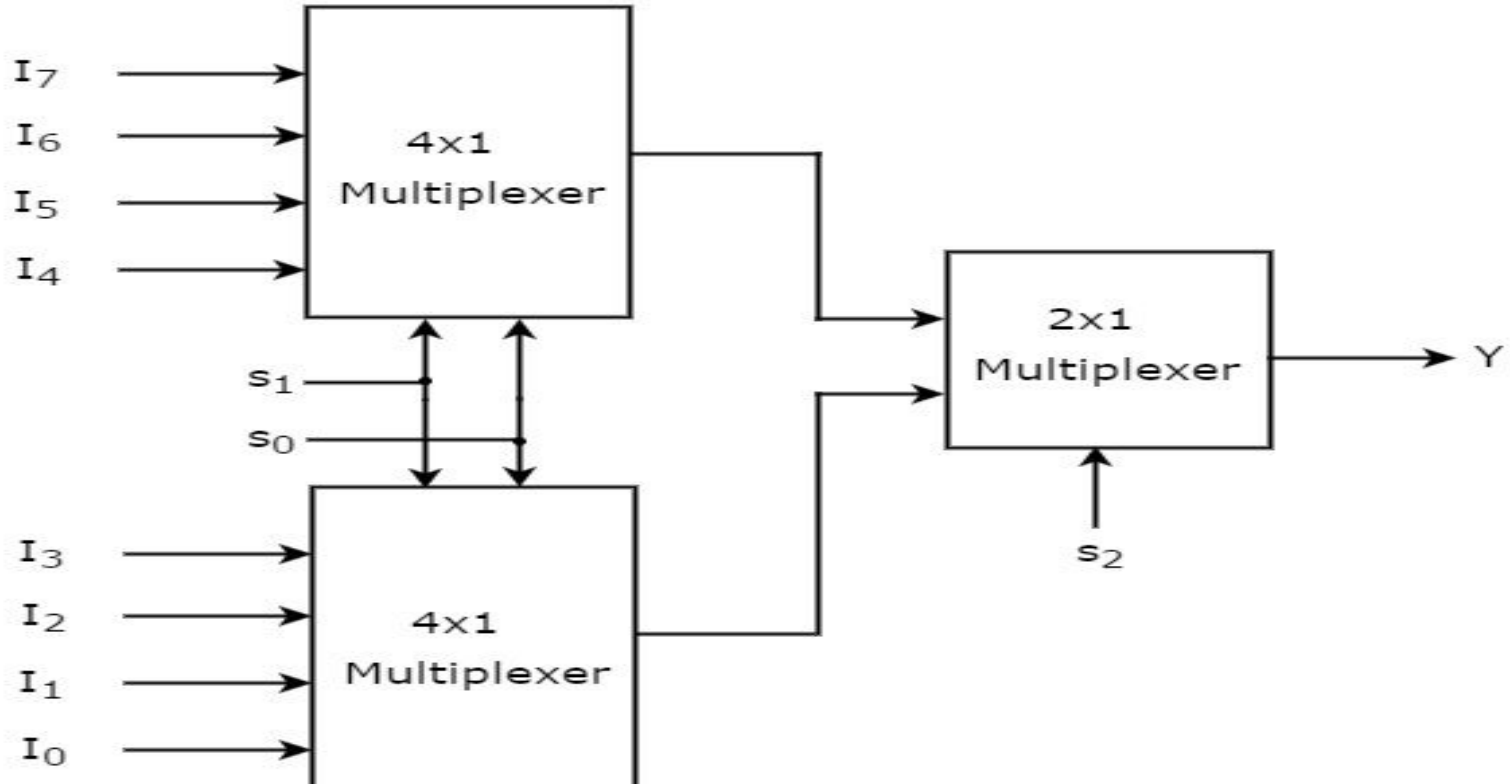 I7
I6
I5
I4
4x1
Multiplexer
s1
s0
I3
I2
I1
I0
4x1
Multiplexer
2x1
Multiplexer
s2
Y